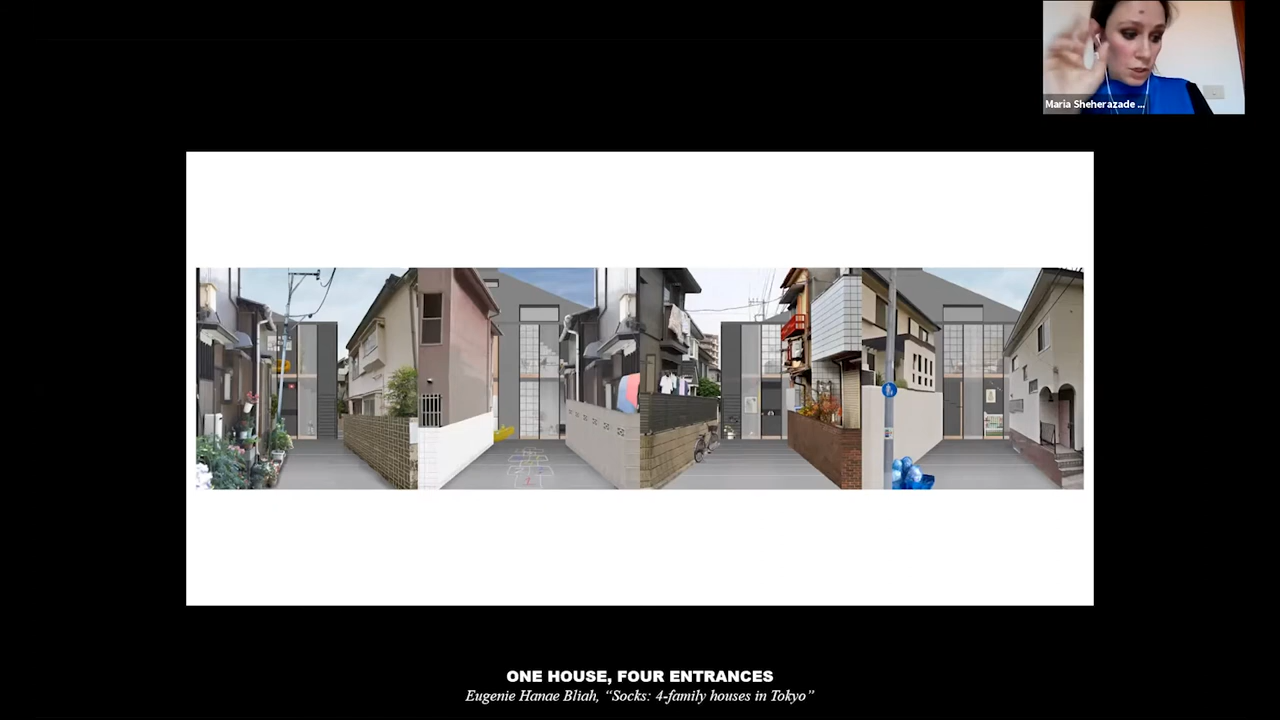 Maria Sheherazade ...
ONE HOUSE, FOUR ENTRANCES
Eugenie Hanae Bliah, “Socks: 4-family houses in Tokyo”